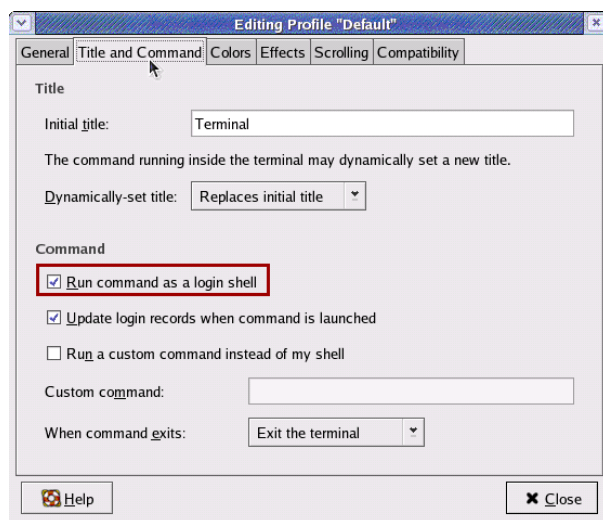 Editing Profile "Default"
General Title and Command Colors Effects Scrolling Compatibility
Title
Initial title: Terminal
The command running inside the terminal may dynamically set a new title.
Dynamically-set title: Replaces initial title
Command
Run command as a login shell
Update login records when command is launched
Run a custom command instead of my shell
Custom command:
When command exits: Exit the terminal
Help Close